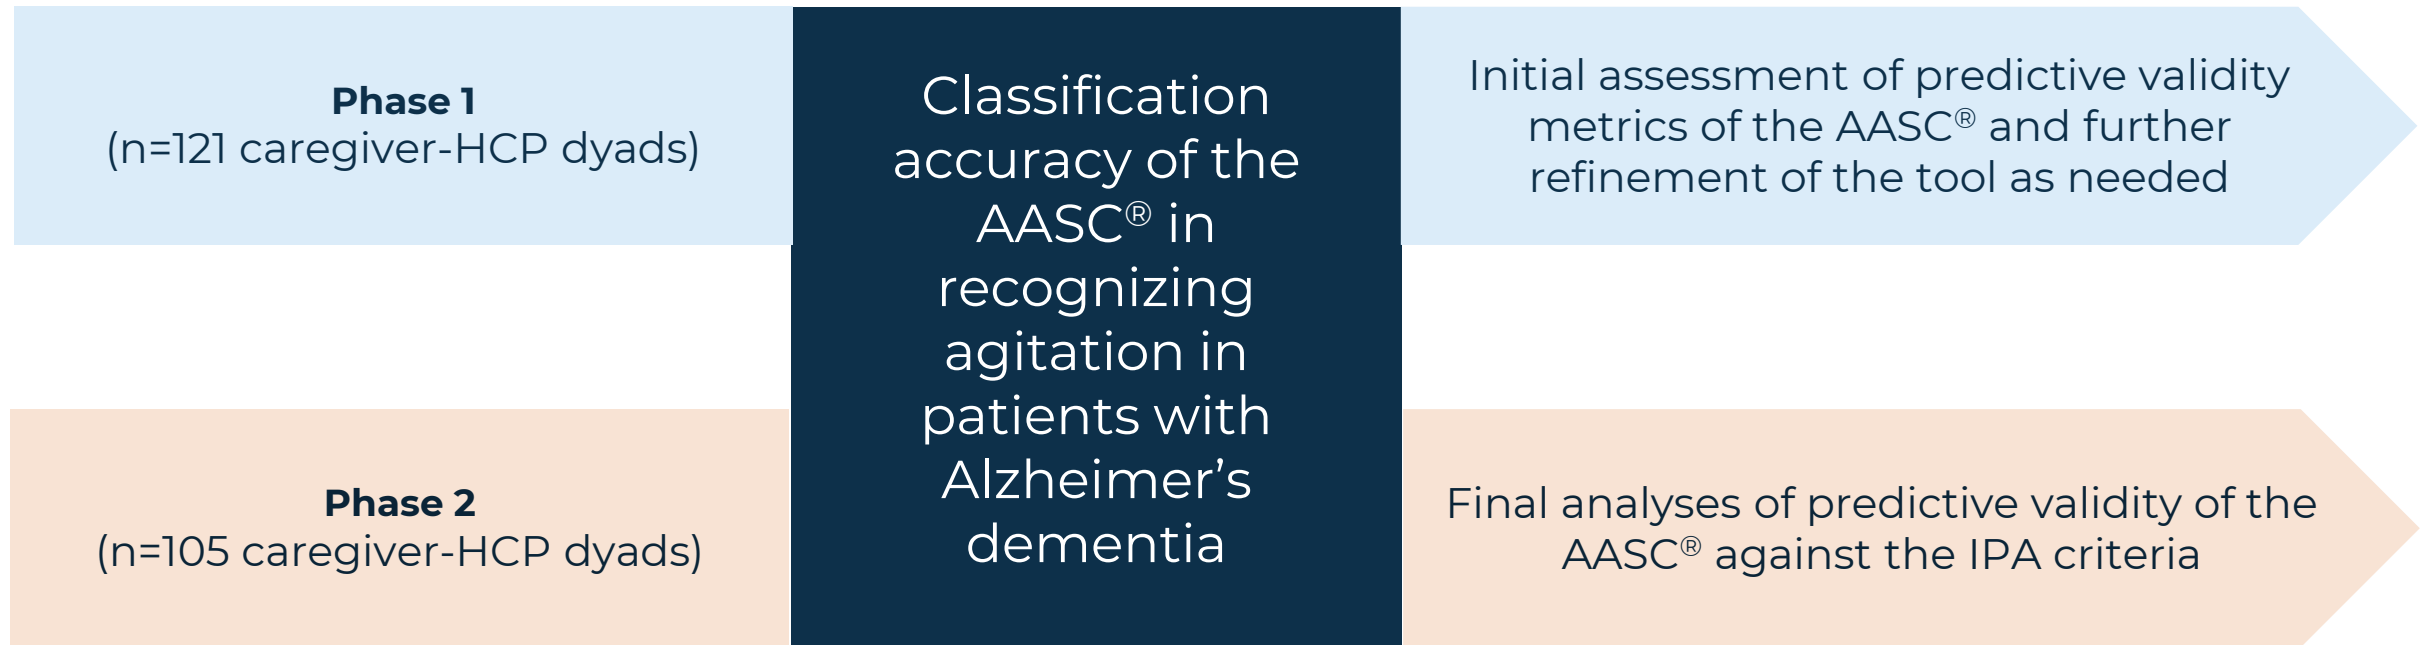 Phase 1
(n=121 caregiver-HCP dyads)
Classification
accuracy of the
AASC® in
recognizing
agitation in
patients with
Alzheimer’s
dementia
Initial assessment of predictive validity
metrics of the AASC® and further
refinement of the tool as needed
Phase 2
(n=105 caregiver-HCP dyads)
Final analyses of predictive validity of the
AASC® against the IPA criteria